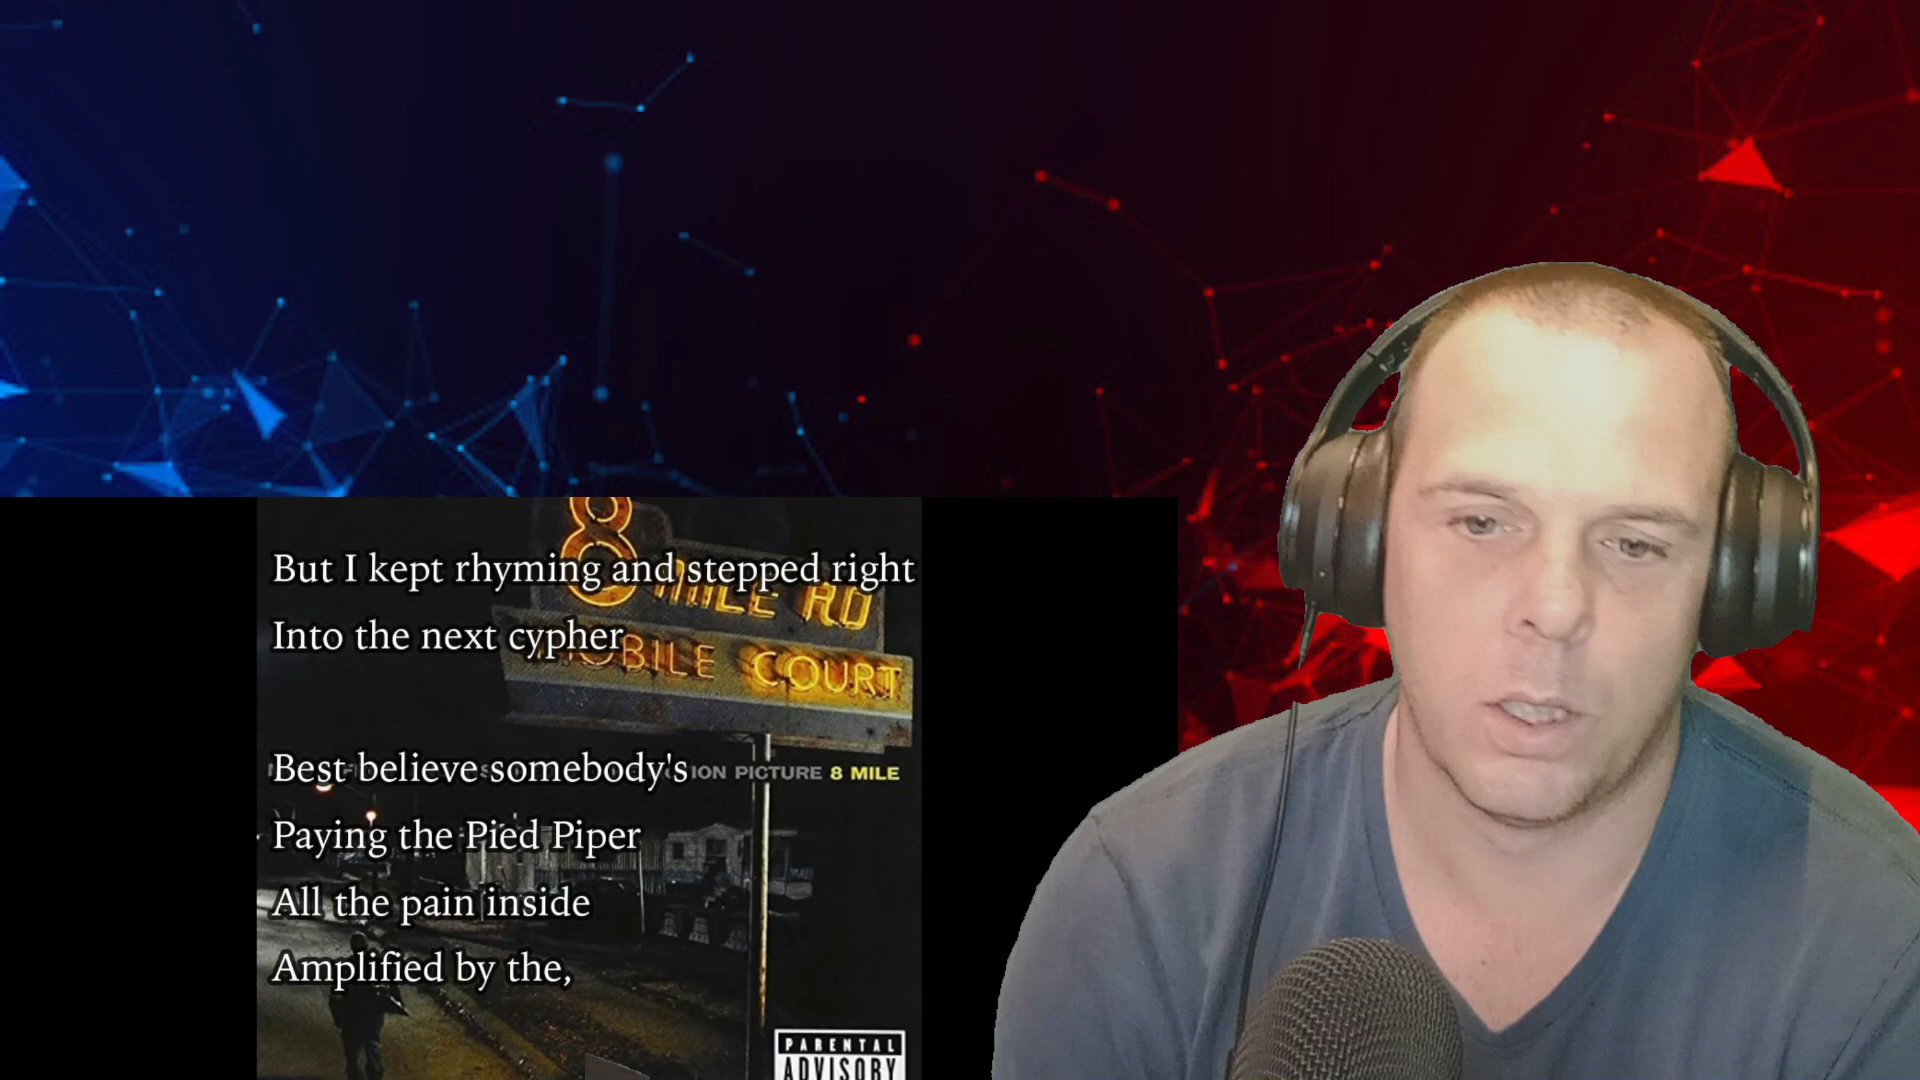 8 MILE RD
But I kept rhyming and stepped right
Into the next cypher
MOBILE COURT
Best believe somebody's
ION PICTURE 8 MILE
Paying the Pied Piper
All the pain inside
Amplified by the,
PARENTAL
ADVISORY